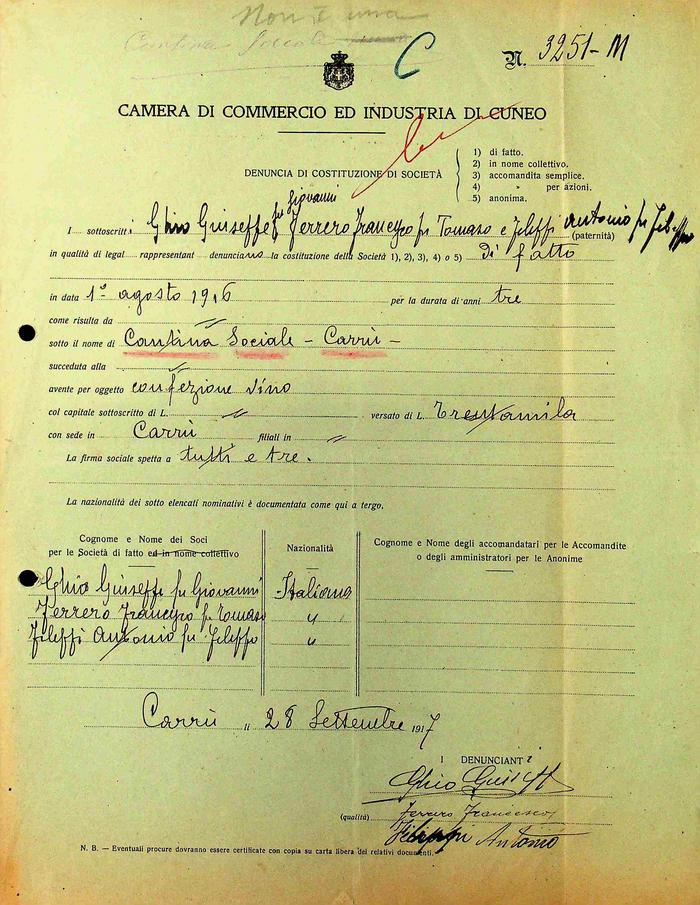 Non è una
Cantina Sociale
C
N. 3251-M
CAMERA DI COMMERCIO ED INDUSTRIA DI CUNEO
DENUNCIA DI COSTITUZIONE DI SOCIETÀ
1) di fatto.
2) in nome collettivo.
3) accomandita semplice.
4) » per azioni.
5) anonima.
I sottoscritti Ghio Guiseffe fu Giovanni Ferrero Francesco fu Tomaso e Fileffi Antonio fu Fileffo
(paternità)
in qualità di legal rappresentant denunciano la costituzione della Società 1), 2), 3), 4) o 5) Di fatto
in data 1° agosto 1916 per la durata di anni tre
come risulta da "
sotto il nome di Cantina Sociale - Carrù -
succeduta alla "
avente per oggetto confezione vino
col capitale sottoscritto di L. " versato di L. Trentamila
con sede in Carrù filiali in "
La firma sociale spetta a tutti e tre.
La nazionalità dei sotto elencati nominativi è documentata come qui a tergo.
Cognome e Nome dei Soci
per le Società di fatto ed in nome collettivo
Nazionalità
Cognome e Nome degli accomandatari per le Accomandite
o degli amministratori per le Anonime
Ghio Guiseffe fu Giovanni Italiana
Ferrero Francesco fu Tomaso "
Fileffi Antonio fu Fileffo "
Carrù li 28 Settembre 1917
I DENUNCIANTI
Ghio Guiseff
(qualità) Ferrero Francesco
Antonio
N. B. — Eventuali procure dovranno essere certificate con copia su carta libera dei relativi documenti.